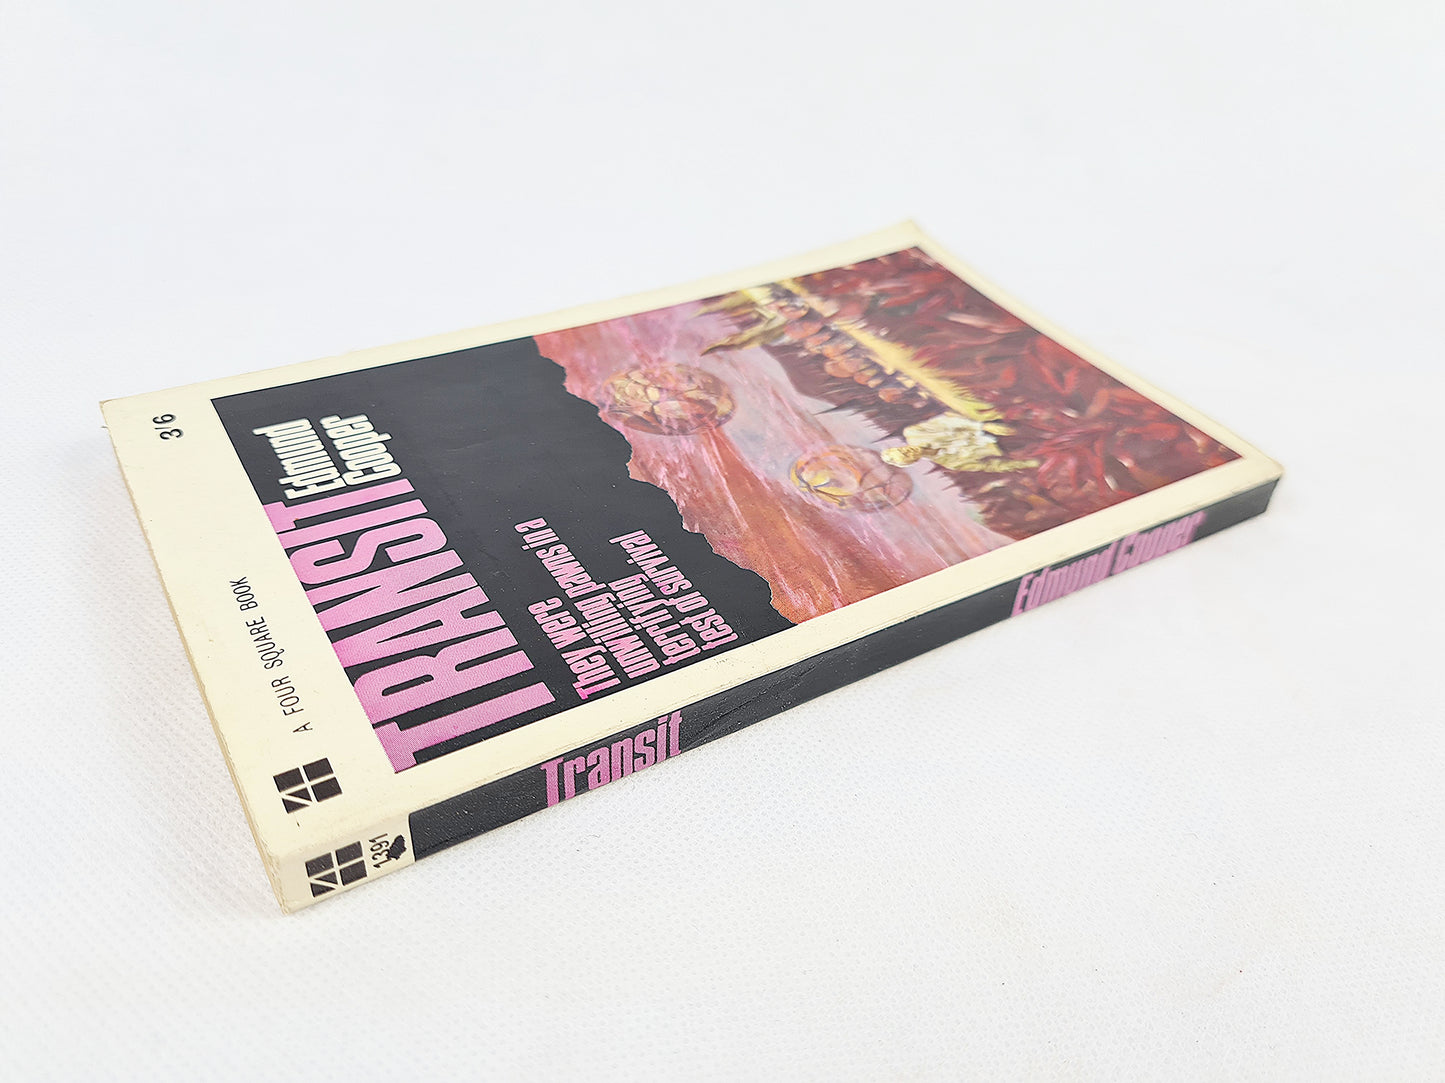 3'6
A FOUR SQUARE BOOK
TRANSIT
Edmund
Cooper
They were
unwilling pawns in a
terrifying
test of survival
1391
Transit
Edmund Cooper